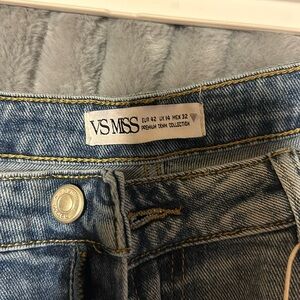 VS MISS
EUR 42 UK 14 MEX 32
PREMIUM DENIM COLLECTION